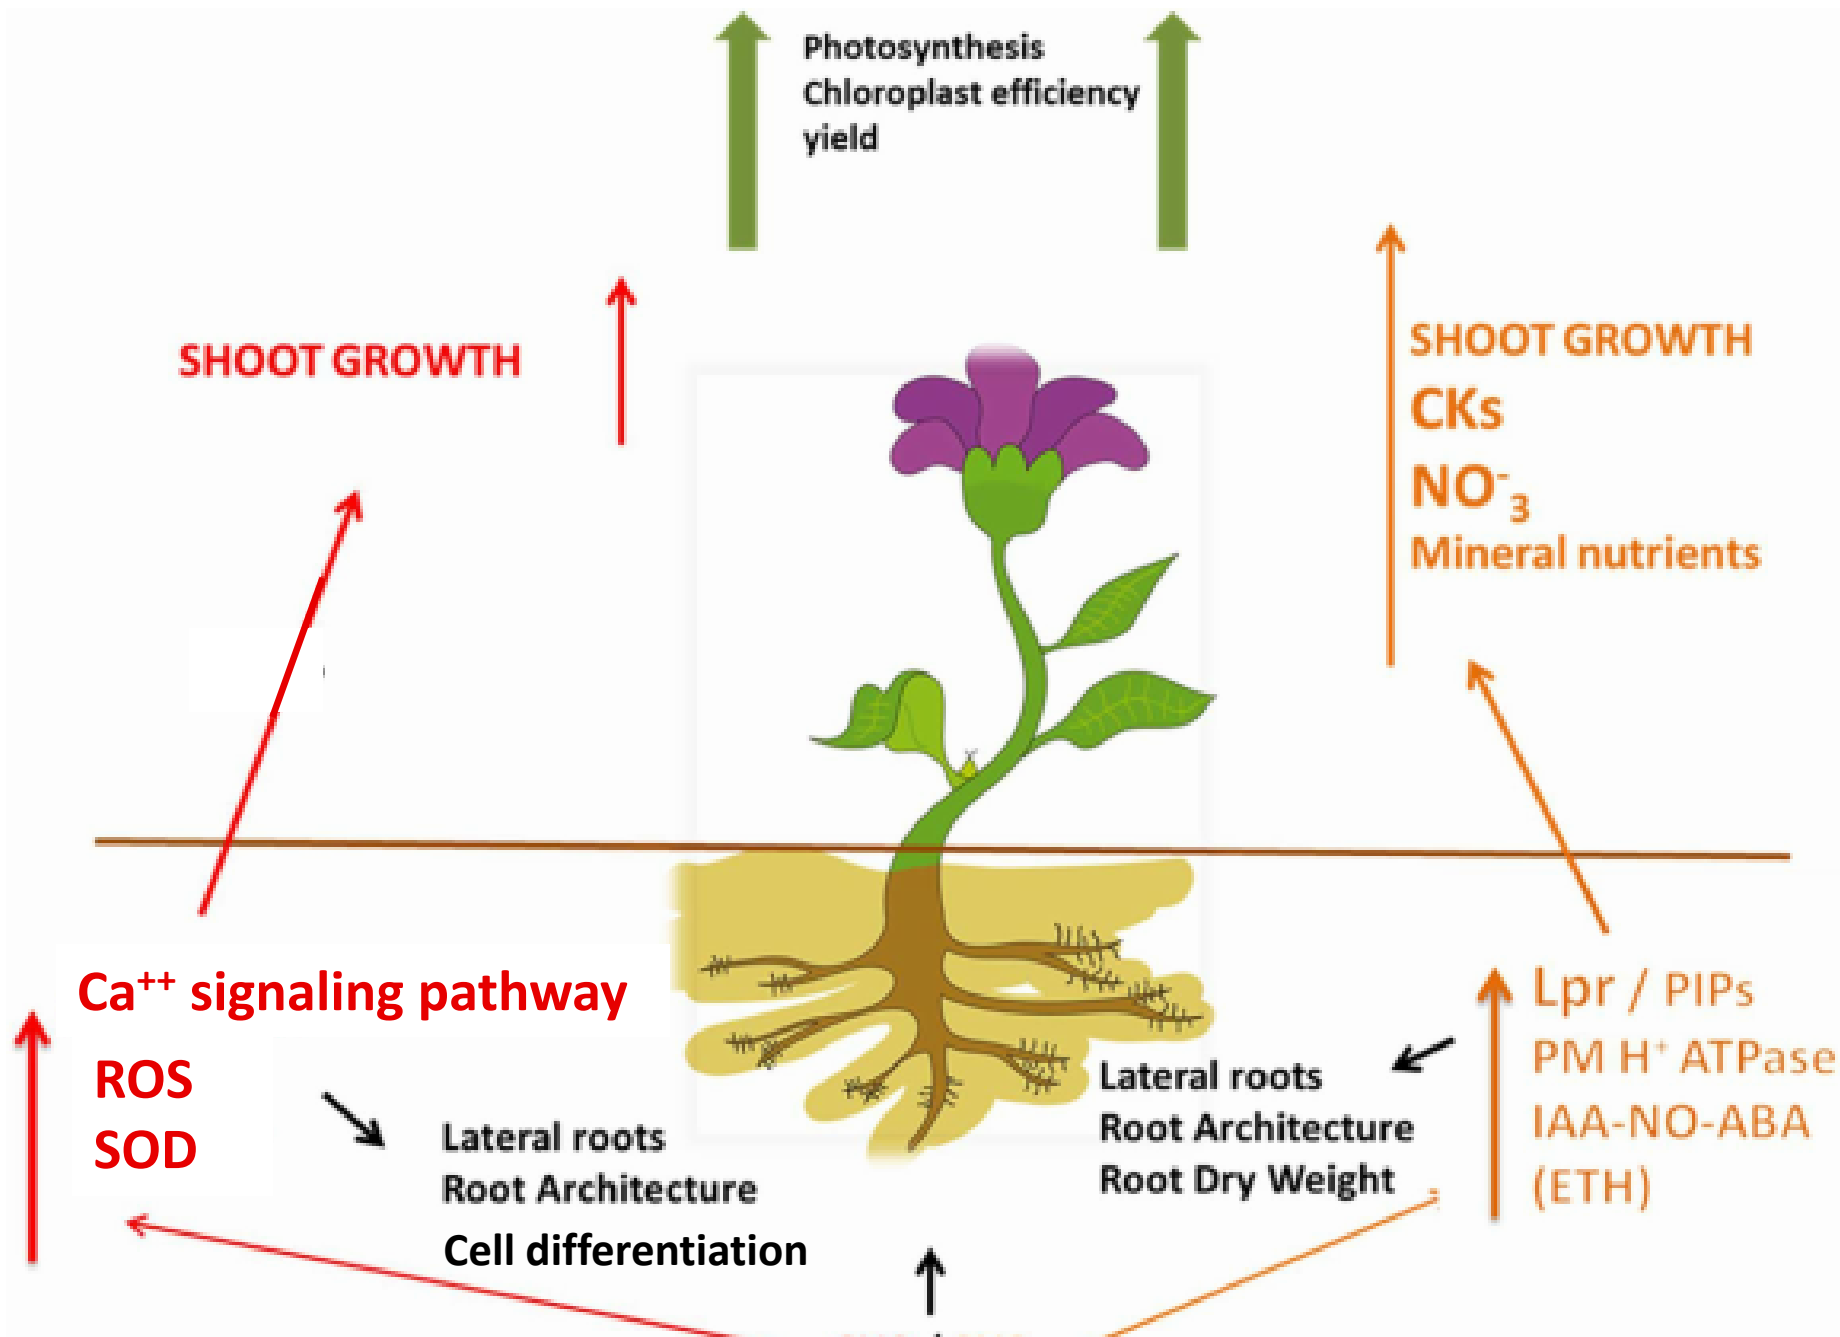 Photosynthesis
Chloroplast efficiency
yield
SHOOT GROWTH
SHOOT GROWTH
CKs
NO⁻₃
Mineral nutrients
Ca⁺⁺ signaling pathway
ROS
SOD
Lateral roots
Root Architecture
Cell differentiation
Lateral roots
Root Architecture
Root Dry Weight
Lpr / PIPs
PM H⁺ ATPase
IAA-NO-ABA
(ETH)